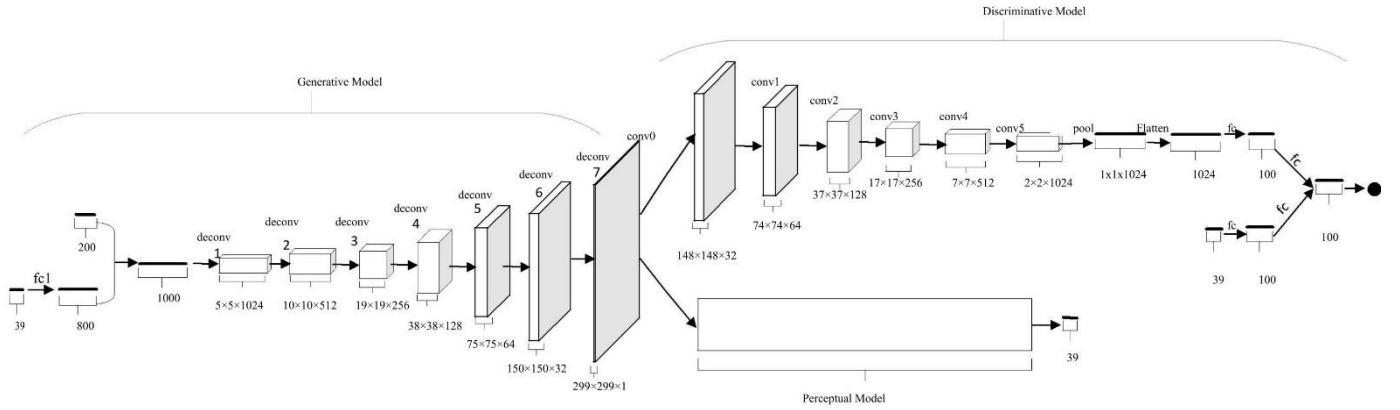 Discriminative Model
Generative Model
39
fc1
200
800
1000
deconv
1
5×5×1024
deconv
2
10×10×512
deconv
3
19×19×256
deconv
4
38×38×128
deconv
5
75×75×64
deconv
6
150×150×32
deconv
7
299×299×1
conv0
148×148×32
conv1
74×74×64
conv2
37×37×128
conv3
17×17×256
conv4
7×7×512
conv5
2×2×1024
pool
1x1x1024
Flatten
1024
fc
100
fc
39
fc
100
fc
100
39
Perceptual Model